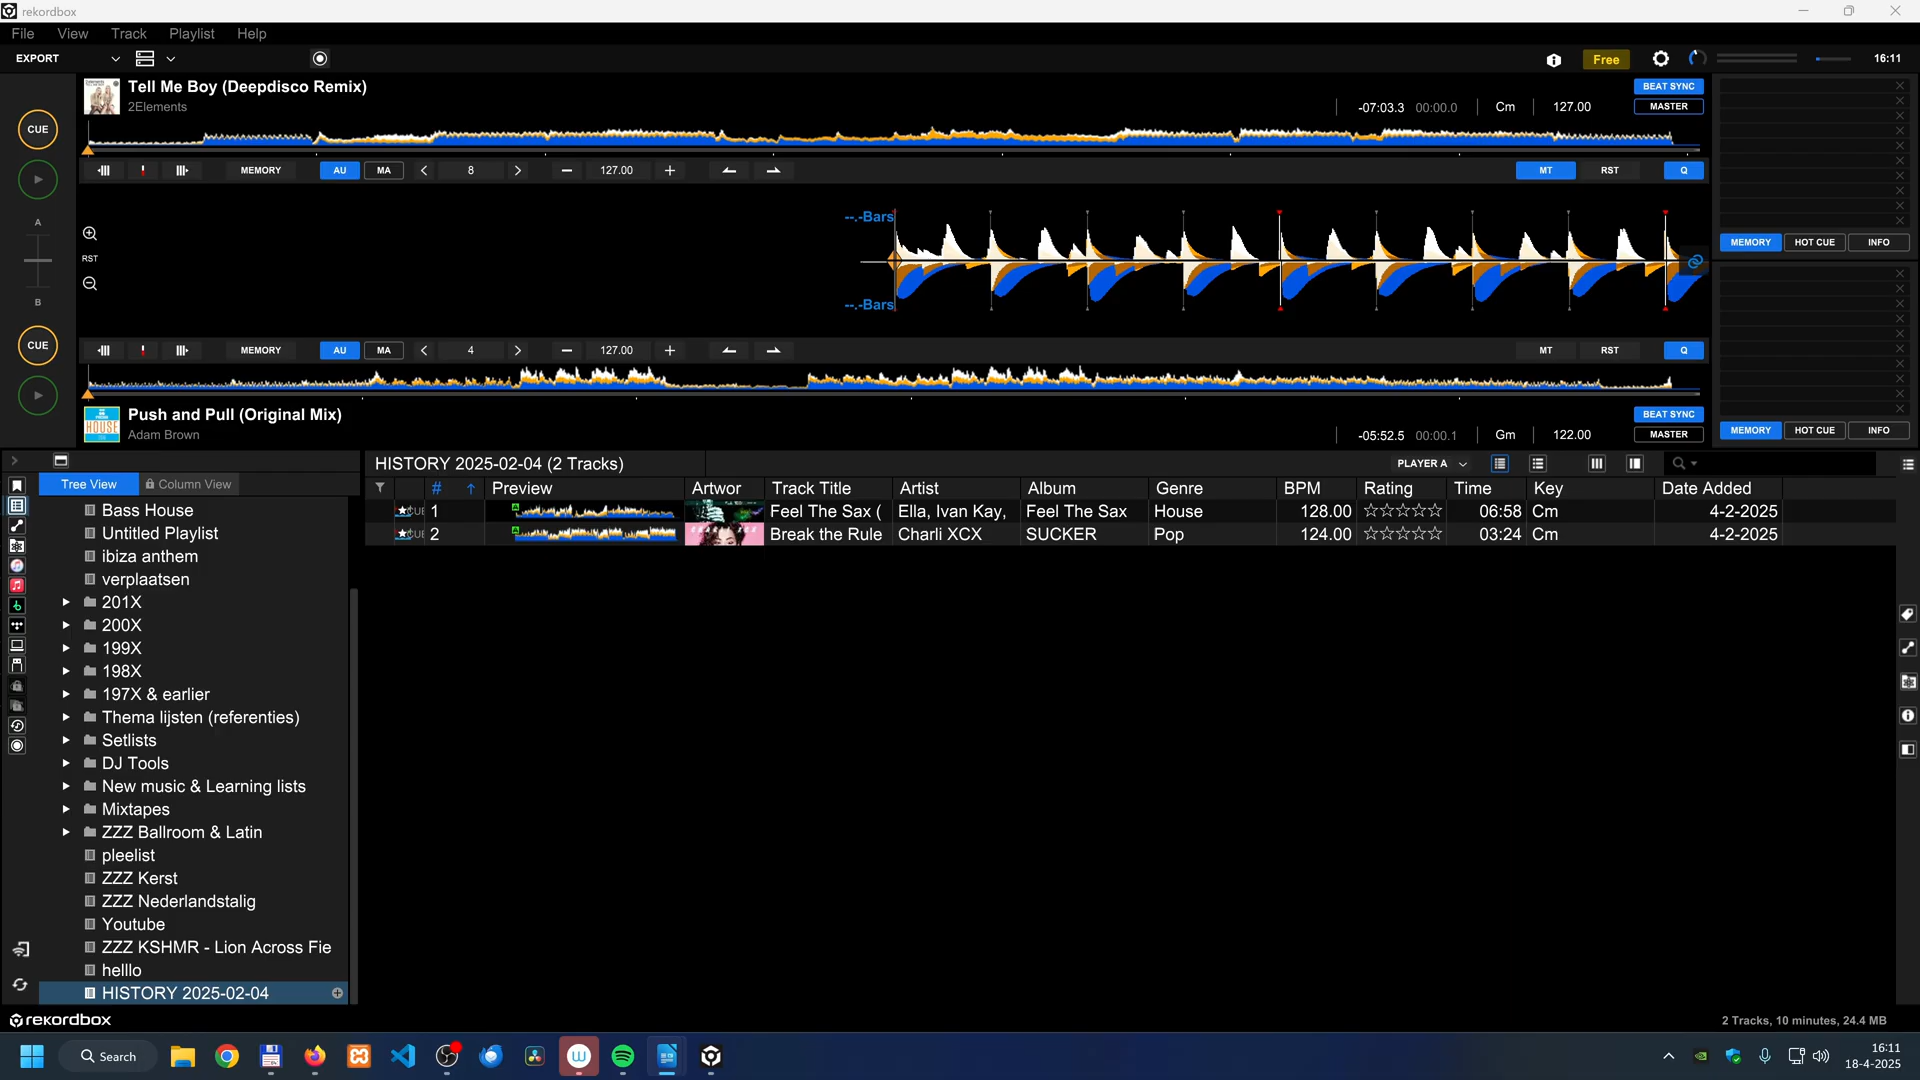 rekordbox
File View Track Playlist Help
EXPORT Free 16:11
Tell Me Boy (Deepdisco Remix)
2Elements
-07:03.3 00:00.0 Cm 127.00
BEAT SYNC
MASTER
CUE
MEMORY AU MA 8 127.00 MT RST Q
A
--.-Bars
RST
--.-Bars
B
MEMORY HOT CUE INFO
CUE
MEMORY AU MA 4 127.00 MT RST Q
Push and Pull (Original Mix)
Adam Brown
-05:52.5 00:00.1 Gm 122.00
BEAT SYNC
MASTER
MEMORY HOT CUE INFO
HISTORY 2025-02-04 (2 Tracks)
PLAYER A
Tree View Column View
# Preview Artwor Track Title Artist Album Genre BPM Rating Time Key Date Added
CUE 1 A Feel The Sax ( Ella, Ivan Kay, Feel The Sax House 128.00 06:58 Cm 4-2-2025
CUE 2 A Break the Rule Charli XCX SUCKER Pop 124.00 03:24 Cm 4-2-2025
Bass House
Untitled Playlist
ibiza anthem
verplaatsen
201X
200X
199X
198X
197X & earlier
Thema lijsten (referenties)
Setlists
DJ Tools
New music & Learning lists
Mixtapes
ZZZ Ballroom & Latin
pleelist
ZZZ Kerst
ZZZ Nederlandstalig
Youtube
ZZZ KSHMR - Lion Across Fie
helllo
HISTORY 2025-02-04
rekordbox
2 Tracks, 10 minutes, 24.4 MB
Search
16:11
18-4-2025